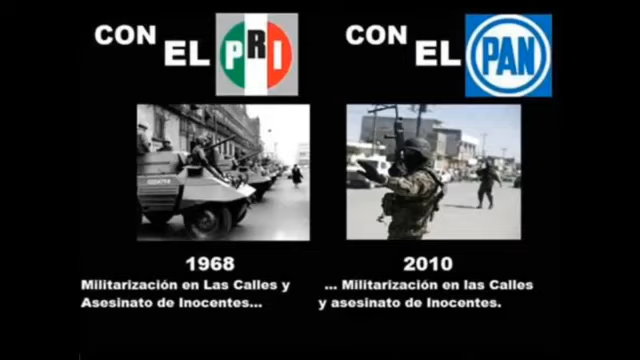 CON
EL
PRI
CON
EL
PAN
1968
Militarización en Las Calles y
Asesinato de Inocentes...
2010
... Militarización en las Calles
y asesinato de Inocentes.